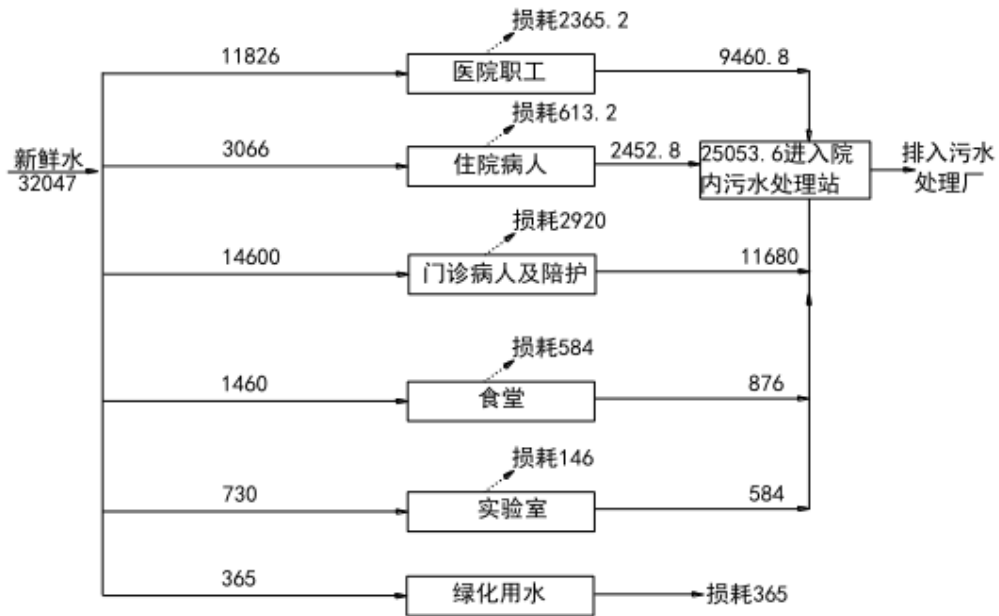 损耗2365.2
11826
医院职工
9460.8
损耗613.2
新鲜水
32047
3066
住院病人
2452.8
25053.6进入院
内污水处理站
排入污水
处理厂
损耗2920
14600
门诊病人及陪护
11680
损耗584
1460
食堂
876
损耗146
730
实验室
584
365
绿化用水
损耗365